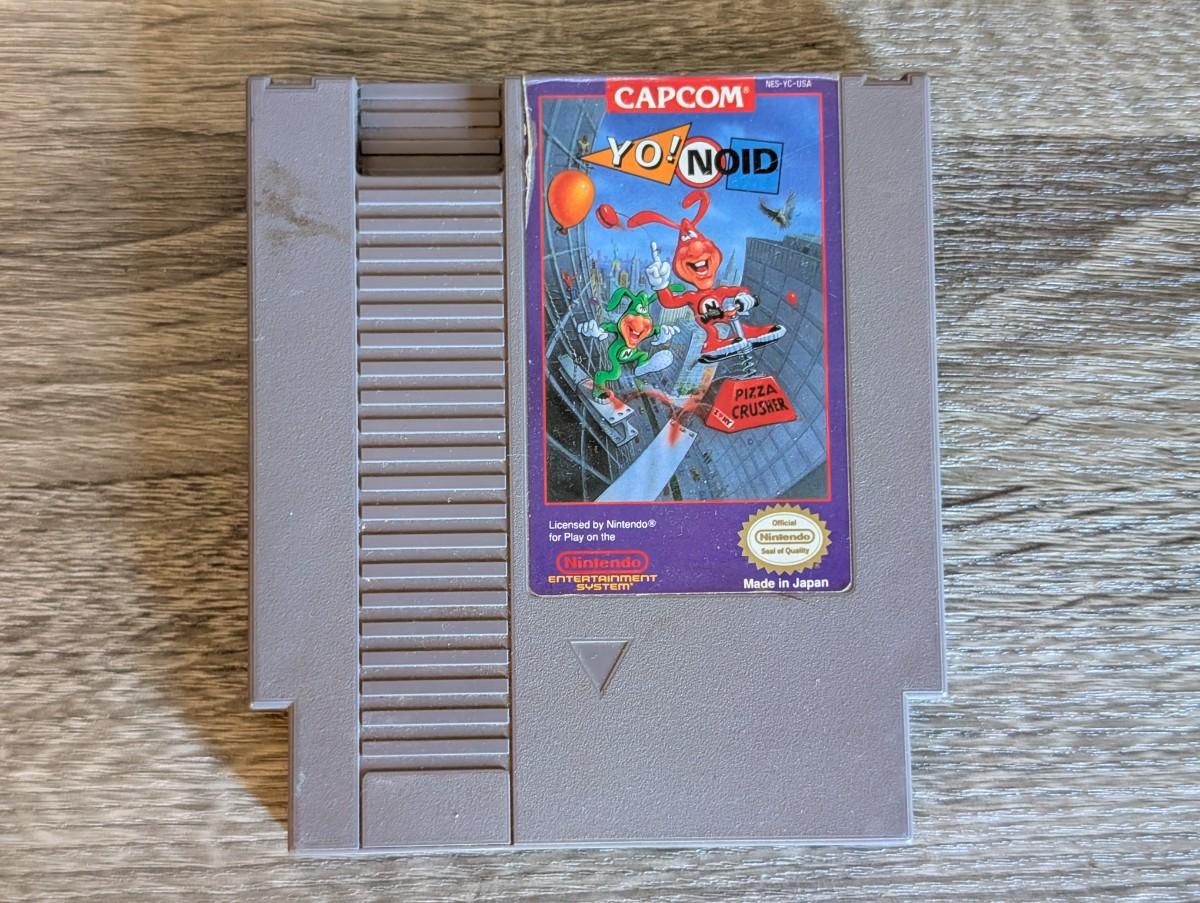 CAPCOM®
NES-YC-USA
YO! NOID
N
N
PIZZA
CRUSHER
Licensed by Nintendo®
for Play on the
Nintendo
ENTERTAINMENT
SYSTEM®
Official
Nintendo
Seal of Quality
Made in Japan